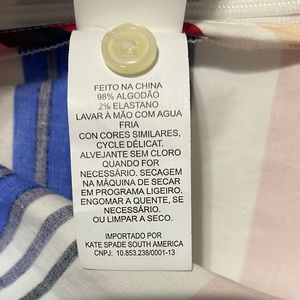 FEITO NA CHINA
98% ALGODÃO
2% ELASTANO
LAVAR À MÃO COM AGUA
FRIA
CON CORES SIMILARES,
CYCLE DÉLICAT.
ALVEJANTE SEM CLORO
QUANDO FOR
NECESSÁRIO. SECAGEM
NA MÁQUINA DE SECAR
EM PROGRAMA LIGEIRO.
ENGOMAR A QUENTE, SE
NECESSÁRIO.
OU LIMPAR A SECO.
IMPORTADO POR
KATE SPADE SOUTH AMERICA
CNPJ: 10.853.238/0001-13